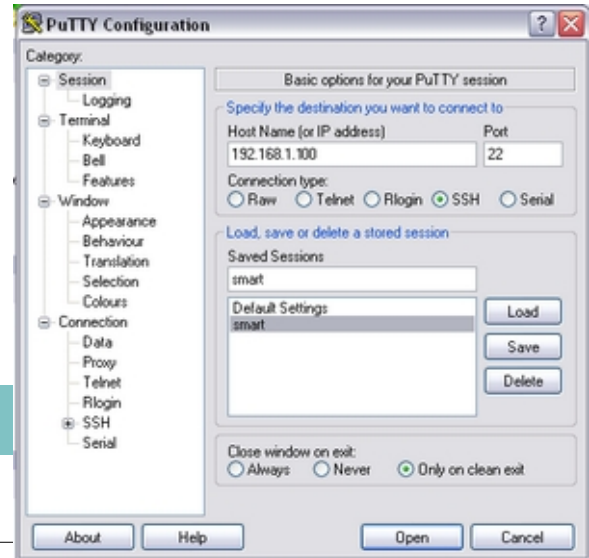 PuTTY Configuration
Category:
Session
Logging
Terminal
Keyboard
Bell
Features
Window
Appearance
Behaviour
Translation
Selection
Colours
Connection
Data
Proxy
Telnet
Rlogin
SSH
Serial
Basic options for your PuTTY session
Specify the destination you want to connect to
Host Name (or IP address) Port
192.168.1.100 22
Connection type:
Raw Telnet Rlogin SSH Serial
Load, save or delete a stored session
Saved Sessions
smart
Default Settings
smart
Load
Save
Delete
Close window on exit:
Always Never Only on clean exit
About Help Open Cancel